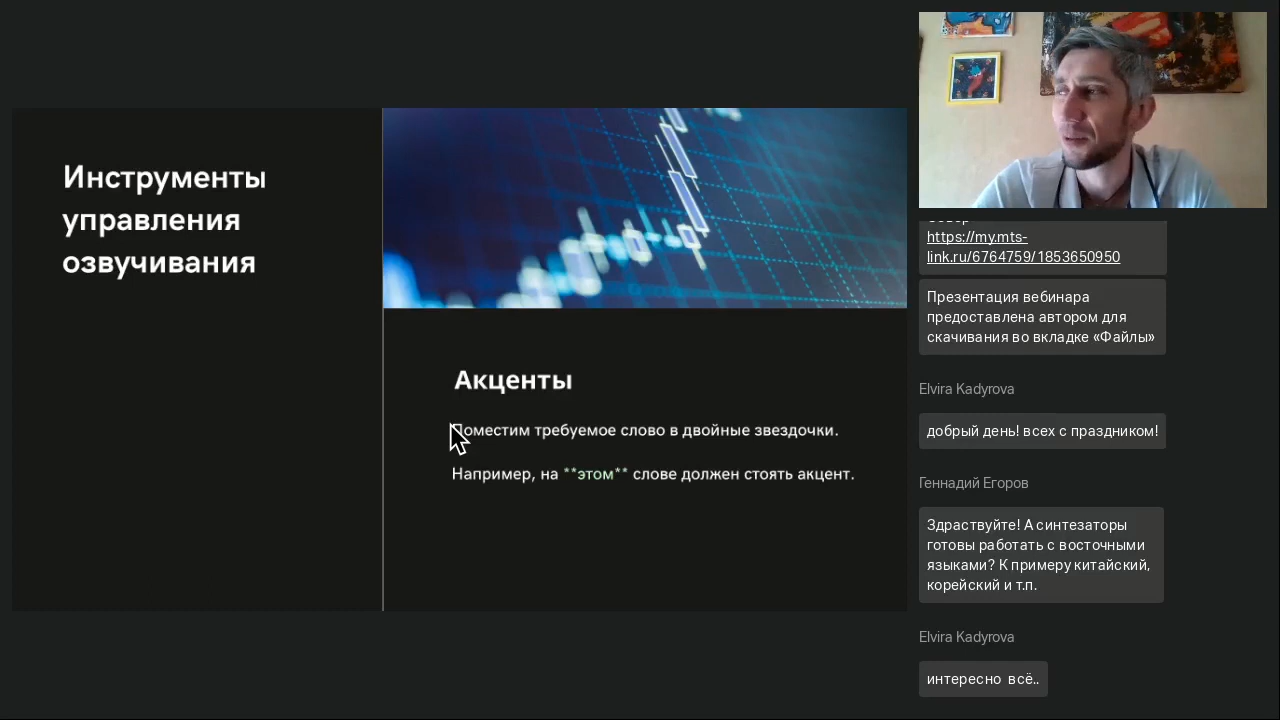 Инструменты
управления
озвучивания
Акценты
Поместим требуемое слово в двойные звездочки.
Например, на **этом** слове должен стоять акцент.
https://my.mts-
link.ru/6764759/1853650950
Презентация вебинара
предоставлена автором для
скачивания во вкладке «Файлы»
Elvira Kadyrova
добрый день! всех с праздником!
Геннадий Егоров
Здраствуйте! А синтезаторы
готовы работать с восточными
языками? К примеру китайский,
корейский и т.п.
Elvira Kadyrova
интересно всё..